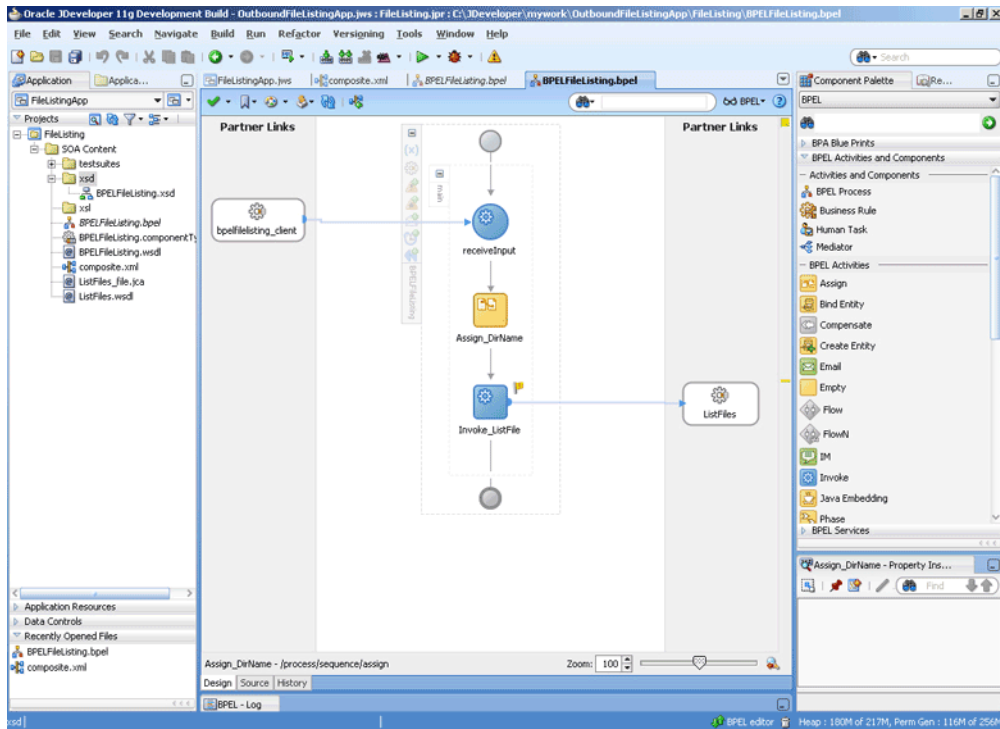 Oracle JDeveloper 11g Development Build - OutboundFileListingApp.jws : FileListing.jpr : C:\JDeveloper\mywork\OutboundFileListingApp\FileListing\BPELFileListing.bpel
File Edit View Search Navigate Build Run Refactor Versioning Tools Window Help
Search
Application Applica... FileListingApp.jws composite.xml BPELFileListing.bpel BPELFileListing.bpel Component Palette Re...
FileListingApp BPEL BPEL
Projects
Partner Links Partner Links
FileListing
SOA Content
testsuites
xsd
BPELFileListing.xsd
xsl
BPELFileListing.bpel
BPELFileListing.componentTy
BPELFileListing.wsdl
composite.xml
ListFiles_file.jca
ListFiles.wsdl
main
bpelfilelisting_client
BPELFileListing
receiveInput
Assign_DirName
Invoke_ListFile
ListFiles
BPA Blue Prints
BPEL Activities and Components
Activities and Components
BPEL Process
Business Rule
Human Task
Mediator
BPEL Activities
Assign
Bind Entity
Compensate
Create Entity
Email
Empty
Flow
FlowN
IM
Invoke
Java Embedding
Phase
BPEL Services
Assign_DirName - Property Ins...
Find
Application Resources
Data Controls
Recently Opened Files
BPELFileListing.bpel
composite.xml
Assign_DirName - /process/sequence/assign Zoom: 100
Design Source History
BPEL - Log
xsd BPEL editor Heap : 180M of 217M, Perm Gen : 116M of 256M